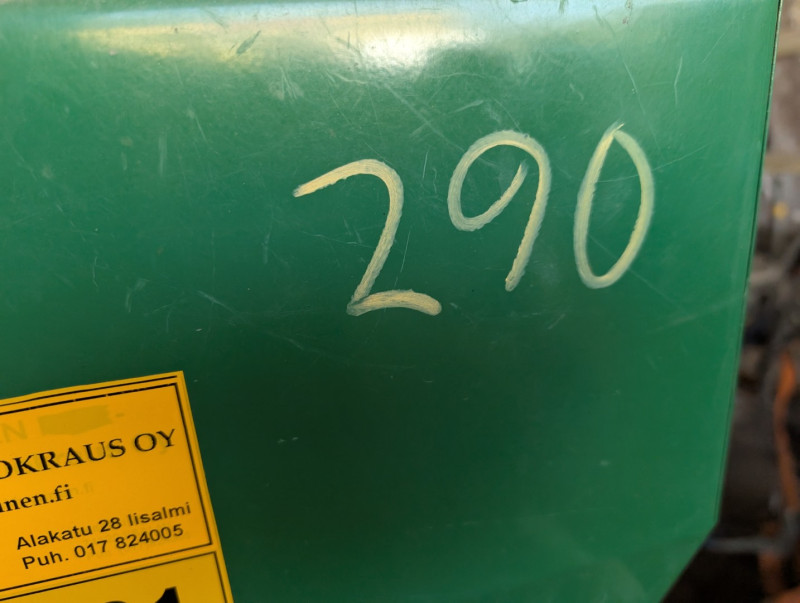 290
OKRAUS OY
nen.fi
Alakatu 28 Iisalmi
Puh. 017 824005